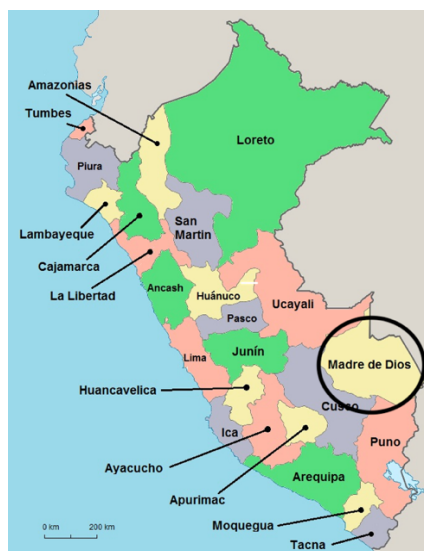 Amazonias
Tumbes
Loreto
Piura
San
Martin
Lambayeque
Cajamarca
La Libertad
Ancash
Huánuco
Ucayali
Pasco
Lima
Junín
Madre de Dios
Huancavelica
Cusco
Ica
Puno
Ayacucho
Arequipa
Apurimac
Moquegua
0 km
200 km
Tacna